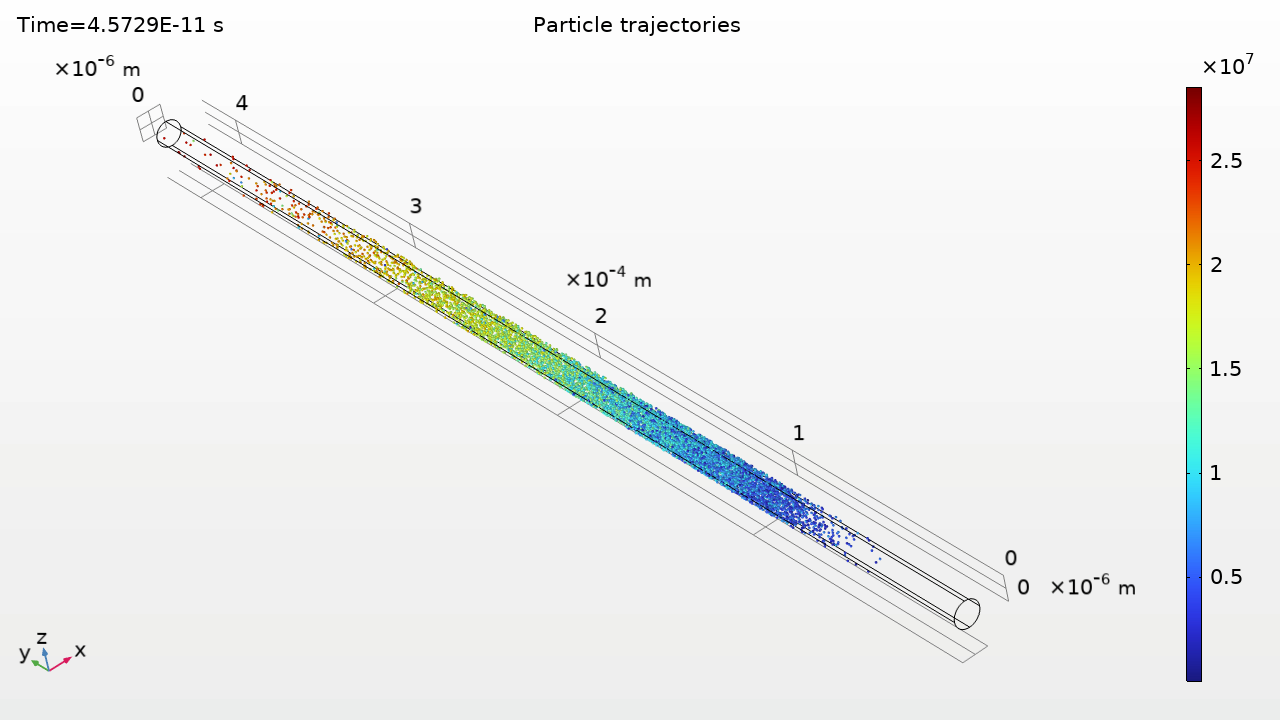 Time=4.5729E-11 s
Particle trajectories
×10⁻⁶ m
0
4
3
×10⁻⁴ m
2
1
0
0 ×10⁻⁶ m
×10⁷
2.5
2
1.5
1
0.5
z
y
x